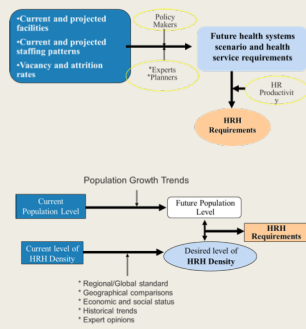 •Current and projected
facilities
•Current and projected
staffing patterns
•Vacancy and attrition
rates
Policy
Makers
*Experts
*Planners
Future health systems
scenario and health
service requirements
HR
Productivit
y
HRH
Requirements
Population Growth Trends
Current
Population Level
Future Population
Level
HRH
Requirements
Current level of
HRH Density
Desired level of
HRH Density
* Regional/Global standard
* Geographical comparisons
* Economic and social status
* Historical trends
* Expert opinions